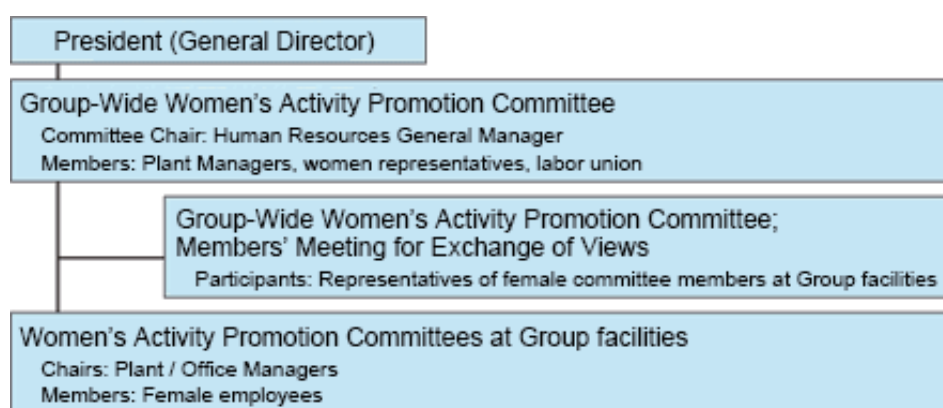 President (General Director)
Group-Wide Women's Activity Promotion Committee
Committee Chair: Human Resources General Manager
Members: Plant Managers, women representatives, labor union
Group-Wide Women's Activity Promotion Committee;
Members' Meeting for Exchange of Views
Participants: Representatives of female committee members at Group facilities
Women's Activity Promotion Committees at Group facilities
Chairs: Plant / Office Managers
Members: Female employees